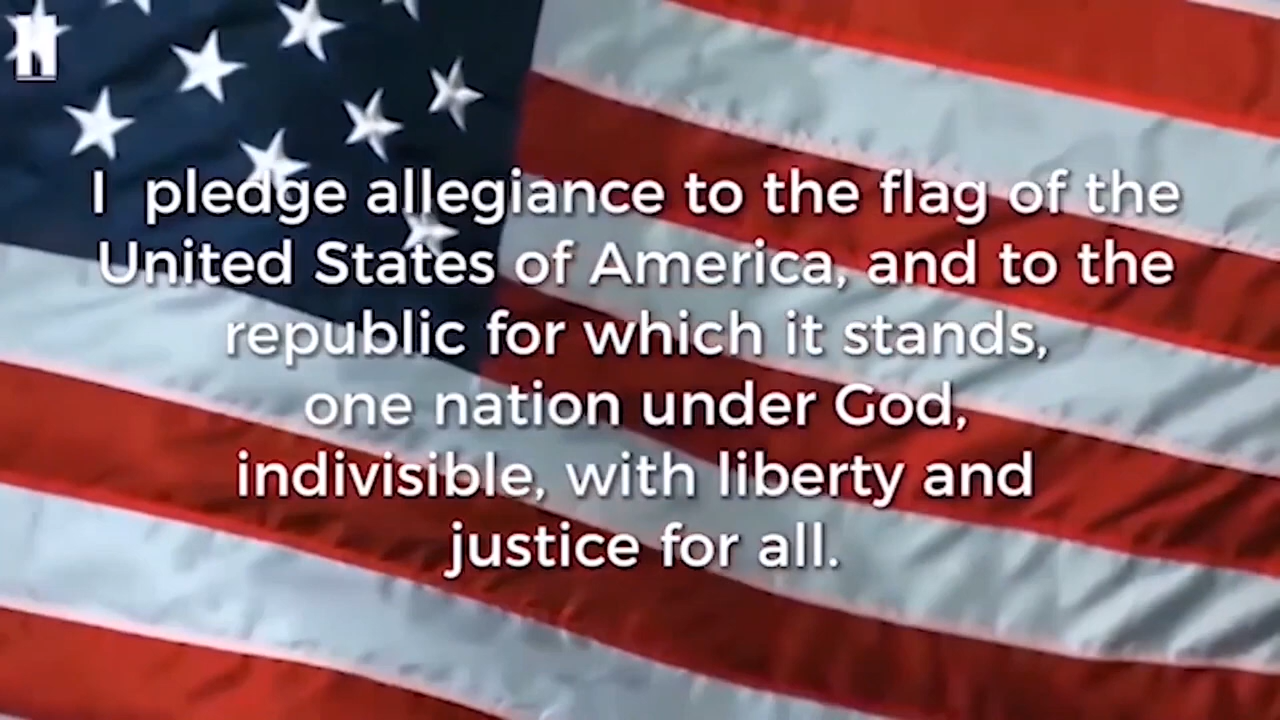 I pledge allegiance to the flag of the
United States of America, and to the
republic for which it stands,
one nation under God,
indivisible, with liberty and
justice for all.